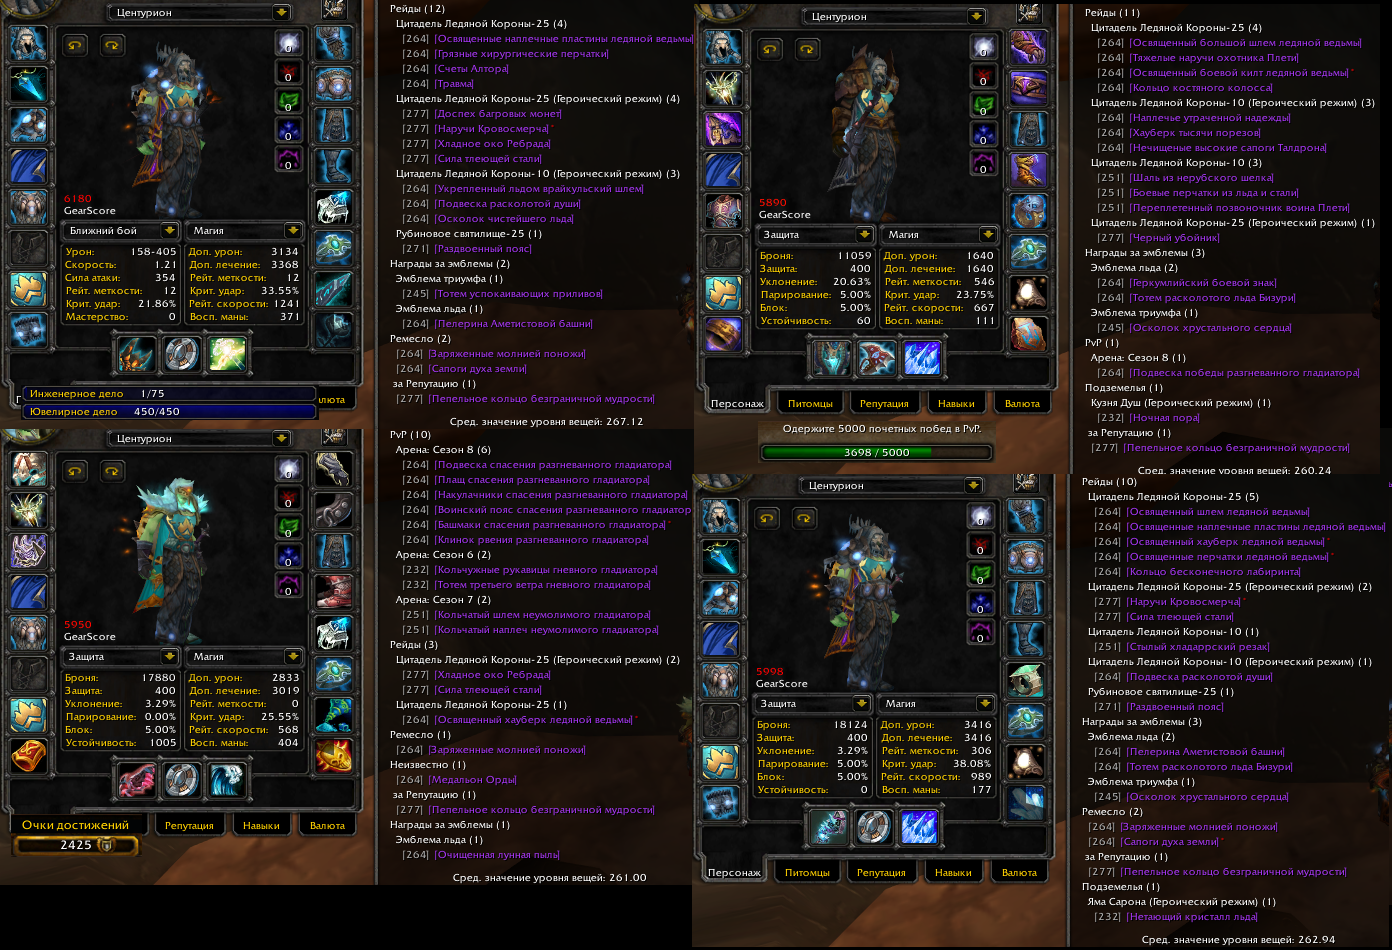 Центурион
0
0
0
0
0
6180
GearScore
Ближний бой
Магия
Урон: 158-405
Скорость: 1.21
Сила атаки: 354
Рейт. меткости: 12
Крит. удар: 21.86%
Мастерство: 0
Доп. урон: 3134
Доп. лечение: 3368
Рейт. меткости: 12
Крит. удар: 33.55%
Рейт. скорости: 1241
Восп. маны: 371
Инженерное дело 1/75
Ювелирное дело 450/450
Рейды (12)
Цитадель Ледяной Короны-25 (4)
[264] [Освященные наплечные пластины ледяной ведьмы]
[264] [Грязные хирургические перчатки]
[264] [Счеты Алтора]
[264] [Травма]
Цитадель Ледяной Короны-25 (Героический режим) (4)
[277] [Доспех багровых монет]
[277] [Наручи Кровосмерча]*
[277] [Хладное око Ребрада]
[277] [Сила тлеющей стали]
Цитадель Ледяной Короны-10 (Героический режим) (3)
[264] [Укрепленный льдом врайкульский шлем]
[264] [Подвеска расколотой души]
[264] [Осколок чистейшего льда]
Рубиновое святилище-25 (1)
[271] [Раздвоенный пояс]
Награды за эмблемы (2)
Эмблема триумфа (1)
[245] [Тотем успокаивающих приливов]
Эмблема льда (1)
[264] [Пелерина Аметистовой башни]
Ремесло (2)
[264] [Заряженные молнией поножи]
[264] [Сапоги духа земли]
за Репутацию (1)
[277] [Пепельное кольцо безграничной мудрости]
Сред. значение уровня вещей: 267.12
Центурион
0
0
0
0
0
5890
GearScore
Защита
Магия
Броня: 11059
Защита: 400
Уклонение: 20.63%
Парирование: 5.00%
Блок: 5.00%
Устойчивость: 60
Доп. урон: 1640
Доп. лечение: 1640
Рейт. меткости: 546
Крит. удар: 23.75%
Рейт. скорости: 667
Восп. маны: 111
Персонаж Питомцы Репутация Навыки Валюта
Одержите 5000 почетных побед в PvP.
3698 / 5000
Рейды (11)
Цитадель Ледяной Короны-25 (4)
[264] [Освященный большой шлем ледяной ведьмы]
[264] [Тяжелые наручи охотника Плети]
[264] [Освященный боевой килт ледяной ведьмы]*
[264] [Кольцо костяного колосса]
Цитадель Ледяной Короны-10 (Героический режим) (3)
[264] [Наплечье утраченной надежды]
[264] [Хауберк тысячи порезов]
[264] [Нечищеные высокие сапоги Талдрона]
Цитадель Ледяной Короны-10 (3)
[251] [Шаль из нерубского шелка]
[251] [Боевые перчатки из льда и стали]
[251] [Переплетенный позвоночник воина Плети]
Цитадель Ледяной Короны-25 (Героический режим) (1)
[277] [Черный убойник]
Награды за эмблемы (3)
Эмблема льда (2)
[264] [Геркумлийский боевой знак]
[264] [Тотем расколотого льда Бизури]
Эмблема триумфа (1)
[245] [Осколок хрустального сердца]
PvP (1)
Арена: Сезон 8 (1)
[264] [Подвеска победы разгневанного гладиатора]
Подземелья (1)
Кузня Душ (Героический режим) (1)
[232] [Ночная пора]
за Репутацию (1)
[277] [Пепельное кольцо безграничной мудрости]
Сред. значение уровня вещей: 260.24
Центурион
0
0
0
0
0
5950
GearScore
Защита
Магия
Броня: 17880
Защита: 400
Уклонение: 3.29%
Парирование: 0.00%
Блок: 5.00%
Устойчивость: 1005
Доп. урон: 2833
Доп. лечение: 3019
Рейт. меткости: 0
Крит. удар: 25.55%
Рейт. скорости: 568
Восп. маны: 404
Очки достижений Репутация Навыки Валюта
2425
PvP (10)
Арена: Сезон 8 (6)
[264] [Подвеска спасения разгневанного гладиатора]
[264] [Плащ спасения разгневанного гладиатора]
[264] [Накулачники спасения разгневанного гладиатора]
[264] [Воинский пояс спасения разгневанного гладиатор
[264] [Башмаки спасения разгневанного гладиатора]*
[264] [Клинок рвения разгневанного гладиатора]
Арена: Сезон 6 (2)
[232] [Кольчужные рукавицы гневного гладиатора]
[232] [Тотем третьего ветра гневного гладиатора]
Арена: Сезон 7 (2)
[251] [Кольчатый шлем неумолимого гладиатора]
[251] [Кольчатый наплеч неумолимого гладиатора]
Рейды (3)
Цитадель Ледяной Короны-25 (Героический режим) (2)
[277] [Хладное око Ребрада]
[277] [Сила тлеющей стали]
Цитадель Ледяной Короны-25 (1)
[264] [Освященный хауберк ледяной ведьмы]*
Ремесло (1)
[264] [Заряженные молнией поножи]
Неизвестно (1)
[264] [Медальон Орды]
за Репутацию (1)
[277] [Пепельное кольцо безграничной мудрости]
Награды за эмблемы (1)
Эмблема льда (1)
[264] [Очищенная лунная пыль]
Сред. значение уровня вещей: 261.00
Центурион
0
0
0
0
0
5998
GearScore
Защита
Магия
Броня: 18124
Защита: 400
Уклонение: 3.29%
Парирование: 5.00%
Блок: 5.00%
Устойчивость: 0
Доп. урон: 3416
Доп. лечение: 3416
Рейт. меткости: 306
Крит. удар: 38.08%
Рейт. скорости: 989
Восп. маны: 177
Персонаж Питомцы Репутация Навыки Валюта
Рейды (10)
Цитадель Ледяной Короны-25 (5)
[264] [Освященный шлем ледяной ведьмы]
[264] [Освященные наплечные пластины ледяной ведьмы]
[264] [Освященный хауберк ледяной ведьмы]*
[264] [Освященные перчатки ледяной ведьмы]*
[264] [Кольцо бесконечного лабиринта]
Цитадель Ледяной Короны-25 (Героический режим) (2)
[277] [Наручи Кровосмерча]*
[277] [Сила тлеющей стали]
Цитадель Ледяной Короны-10 (1)
[251] [Стылый хладаррский резак]
Цитадель Ледяной Короны-10 (Героический режим) (1)
[264] [Подвеска расколотой души]
Рубиновое святилище-25 (1)
[271] [Раздвоенный пояс]
Награды за эмблемы (3)
Эмблема льда (2)
[264] [Пелерина Аметистовой башни]
[264] [Тотем расколотого льда Бизури]
Эмблема триумфа (1)
[245] [Осколок хрустального сердца]
Ремесло (2)
[264] [Заряженные молнией поножи]
[264] [Сапоги духа земли]*
за Репутацию (1)
[277] [Пепельное кольцо безграничной мудрости]
Подземелья (1)
Яма Сарона (Героический режим) (1)
[232] [Нетающий кристалл льда]
Сред. значение уровня вещей: 262.94